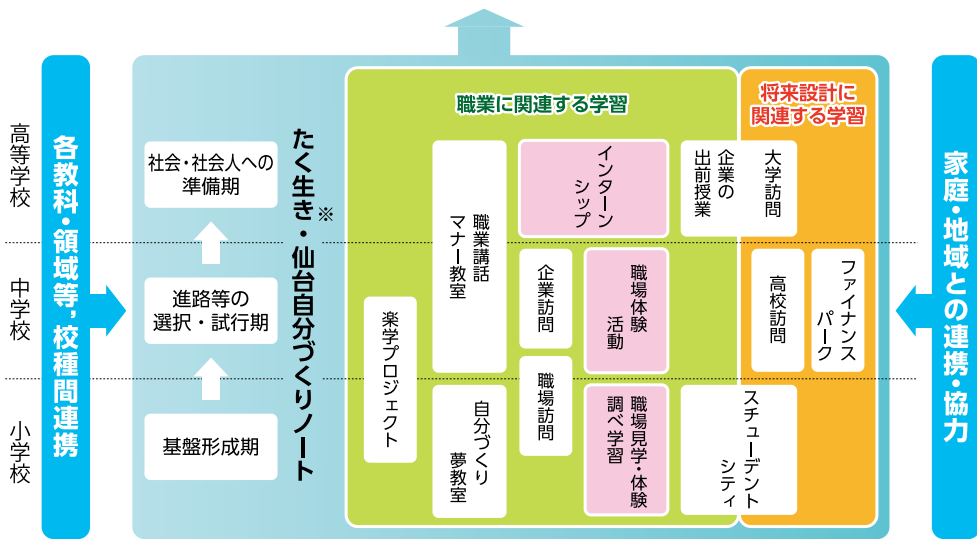 高等学校
中学校
小学校
各教科・領域等，校種間連携
社会・社会人への
準備期
進路等の
選択・試行期
基盤形成期
たく生き※・仙台自分づくりノート
職業に関連する学習
楽学プロジェクト
職業講話
マナー教室
自分づくり
夢教室
インターン
シップ
企業訪問
職場訪問
職場体験
活動
職場見学・体験
調べ学習
企業の
出前授業
将来設計に
関連する学習
大学訪問
高校訪問
ファイナンス
パーク
スチューデント
シティ
家庭・地域との連携・協力